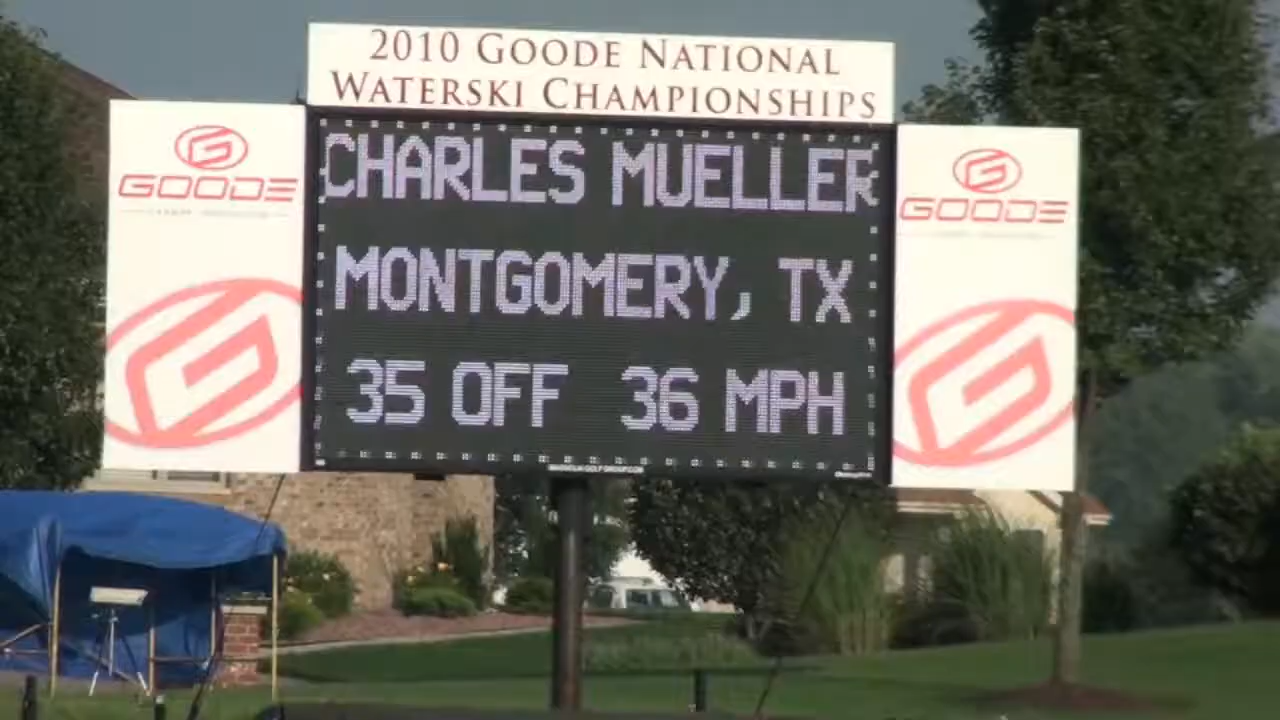 2010 GOODE NATIONAL
WATERSKI CHAMPIONSHIPS
GOODE
CHARLES MUELLER
MONTGOMERY, TX
35 OFF 36 MPH
GOODE